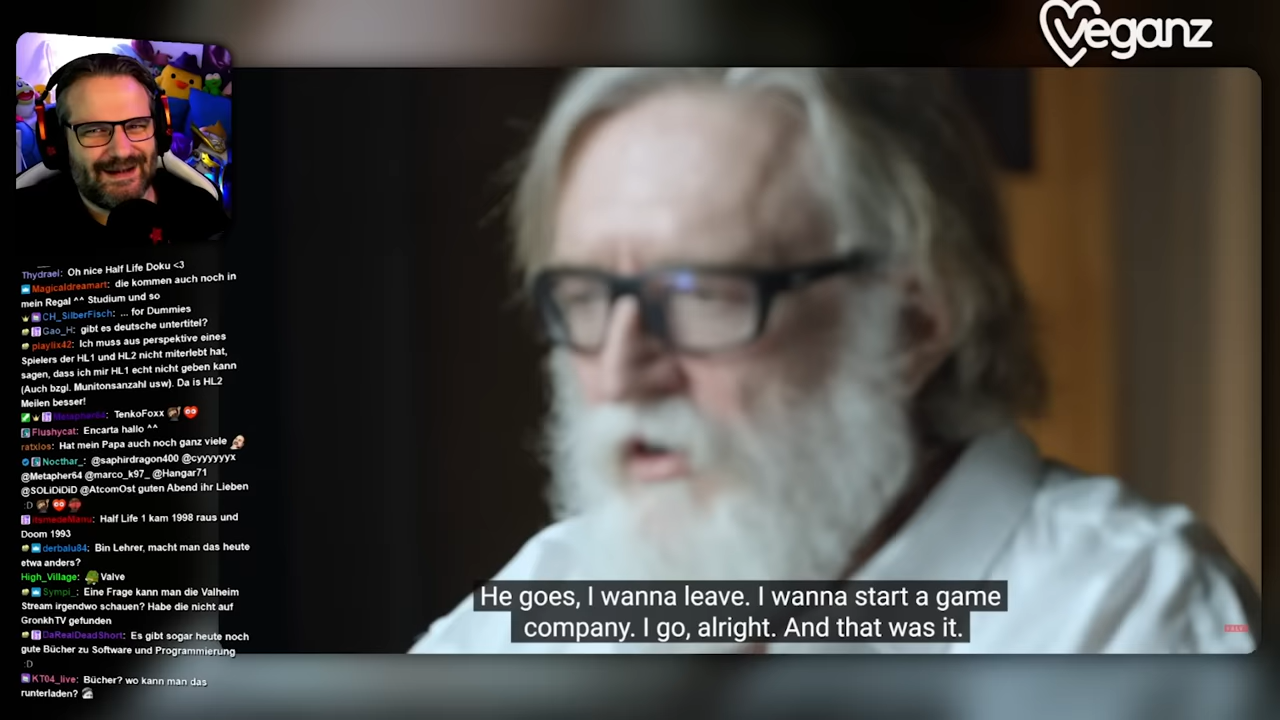 Veganz
Thydrael: Oh nice Half Life Doku <3
Magicaldreamart: die kommen auch noch in
mein Regal ^^ Studium und so
CH_SilberFisch: ... for Dummies
Gao_H: gibt es deutsche untertitel?
playlix42: Ich muss aus perspektive eines
Spielers der HL1 und HL2 nicht miterlebt hat,
sagen, dass ich mir HL1 echt nicht geben kann
(Auch bzgl. Munitonsanzahl usw). Da is HL2
Meilen besser!
Metapher64: TenkoFoxx
Flushycat: Encarta hallo ^^
ratxlos: Hat mein Papa auch noch ganz viele
Nocthar_: @saphirdragon400 @cyyyyyyx
@Metapher64 @marco_k97_ @Hangar71
@SOLiDiDiD @AtcomOst guten Abend ihr Lieben
:D
itsmedeManu: Half Life 1 kam 1998 raus und
Doom 1993
derbalu84: Bin Lehrer, macht man das heute
etwa anders?
High_Village: Valve
Sympi_: Eine Frage kann man die Valheim
Stream irgendwo schauen? Habe die nicht auf
GronkhTV gefunden
DaRealDeadShort: Es gibt sogar heute noch
gute Bücher zu Software und Programmierung
:D
KT04_live: Bücher? wo kann man das
runterladen?
He goes, I wanna leave. I wanna start a game
company. I go, alright. And that was it.